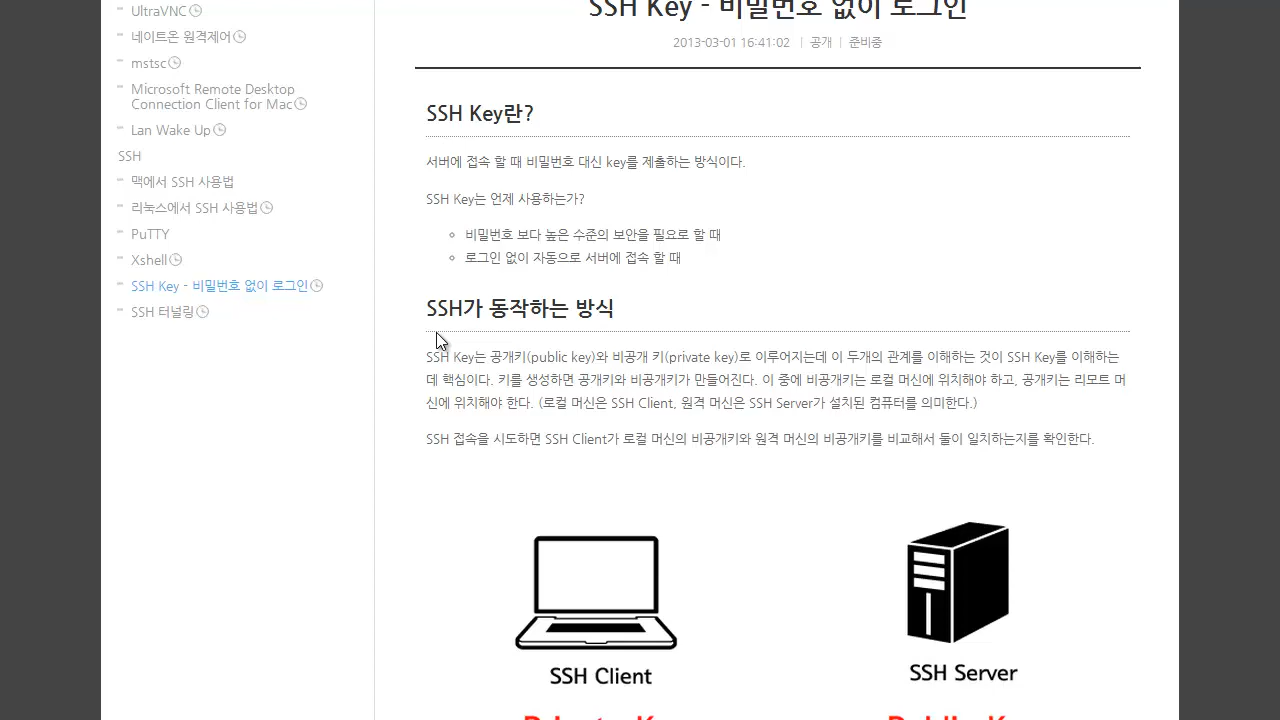 UltraVNC
네이트온 원격제어
mstsc
Microsoft Remote Desktop
Connection Client for Mac
Lan Wake Up
SSH
맥에서 SSH 사용법
리눅스에서 SSH 사용법
PuTTY
Xshell
SSH Key - 비밀번호 없이 로그인
SSH 터널링
SSH Key - 비밀번호 없이 로그인
2013-03-01 16:41:02 | 공개 | 준비중
SSH Key란?
서버에 접속 할 때 비밀번호 대신 key를 제출하는 방식이다.
SSH Key는 언제 사용하는가?
비밀번호 보다 높은 수준의 보안을 필요로 할 때
로그인 없이 자동으로 서버에 접속 할 때
SSH가 동작하는 방식
SSH Key는 공개키(public key)와 비공개 키(private key)로 이루어지는데 이 두개의 관계를 이해하는 것이 SSH Key를 이해하는
데 핵심이다. 키를 생성하면 공개키와 비공개키가 만들어진다. 이 중에 비공개키는 로컬 머신에 위치해야 하고, 공개키는 리모트 머
신에 위치해야 한다. (로컬 머신은 SSH Client, 원격 머신은 SSH Server가 설치된 컴퓨터를 의미한다.)
SSH 접속을 시도하면 SSH Client가 로컬 머신의 비공개키와 원격 머신의 비공개키를 비교해서 둘이 일치하는지를 확인한다.
SSH Client
SSH Server